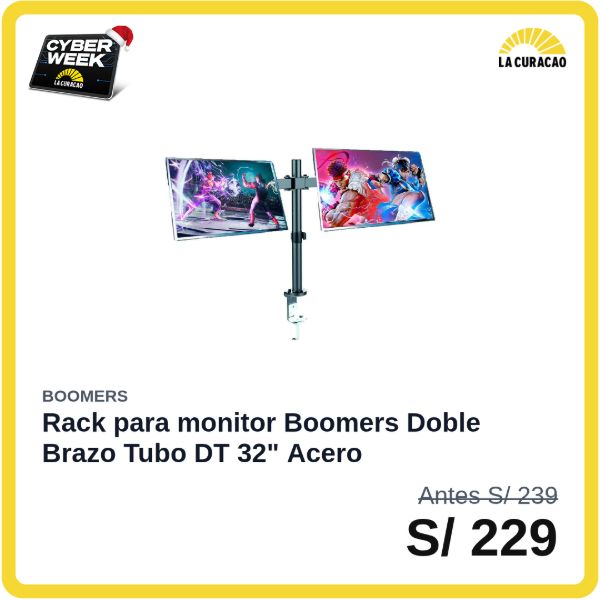 CYBER
WEEK
LA CURACAO
LA CURACAO
BOOMERS
Rack para monitor Boomers Doble
Brazo Tubo DT 32" Acero
Antes S/ 239
S/ 229